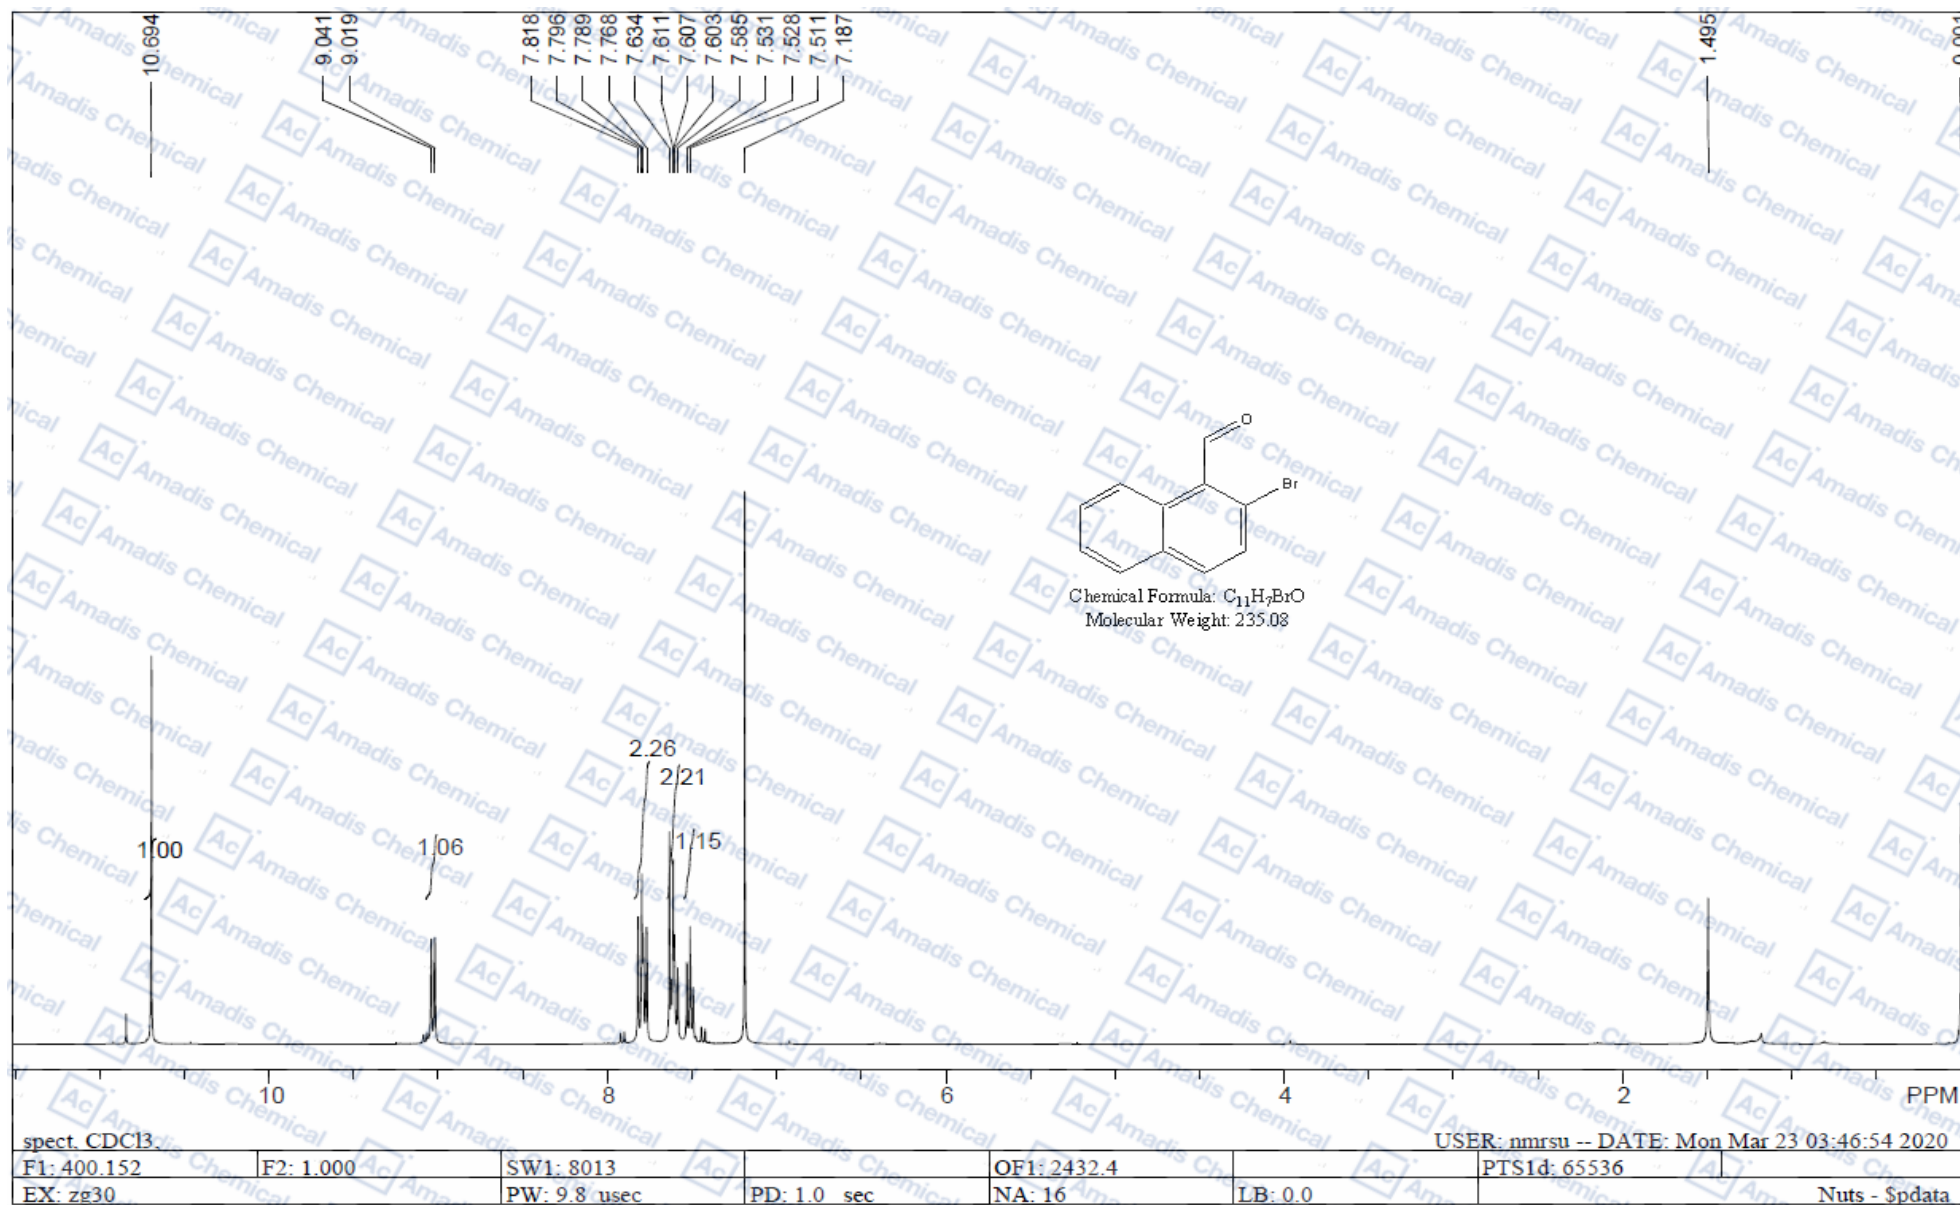 10.694
9.041
9.019
7.818
7.796
7.789
7.768
7.634
7.611
7.607
7.603
7.585
7.531
7.528
7.511
7.187
1.495
0.001
O
Br
Chemical Formula: C11H7BrO
Molecular Weight: 235.08
1.00
1.06
2.26
2.21
1.15
10 8 6 4 2 PPM
spect. CDCl3. USER: nmrsu -- DATE: Mon Mar 23 03:46:54 2020
F1: 400.152 F2: 1.000 SW1: 8013 OF1: 2432.4 PTS1d: 65536
EX: zg30 PW: 9.8 usec PD: 1.0 sec NA: 16 LB: 0.0 Nuts - $pdata
Ac Amadis Chemical